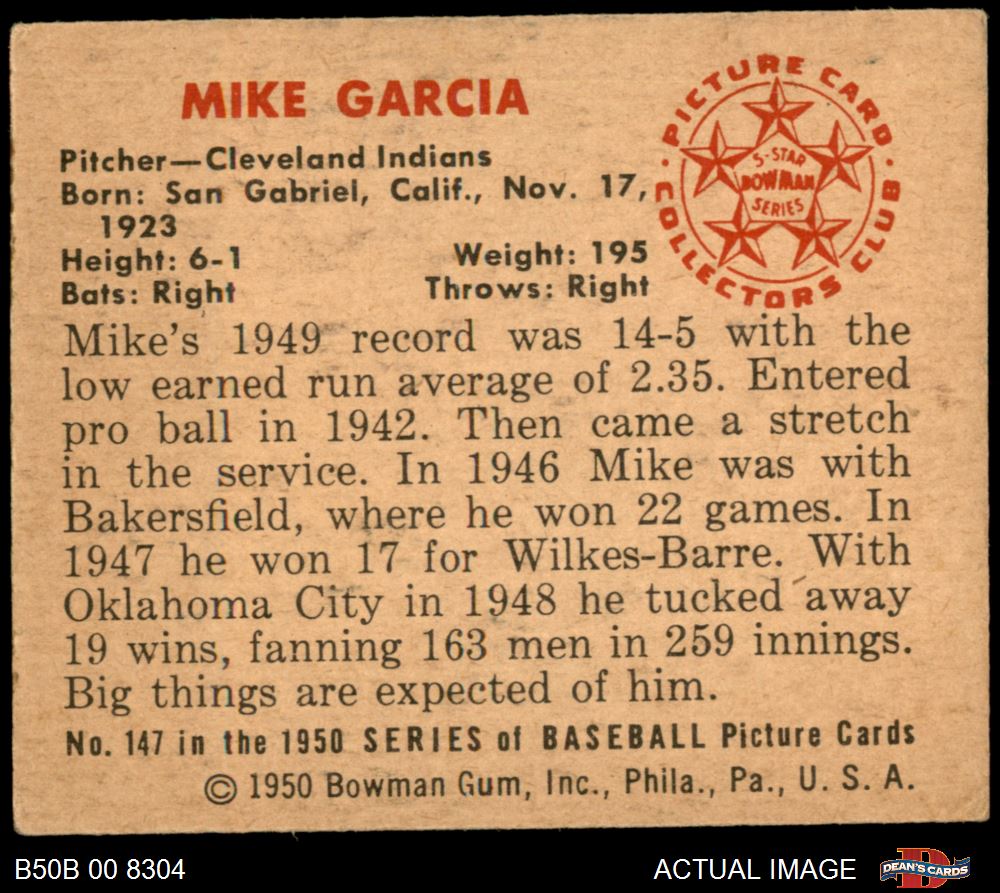 MIKE GARCIA
Pitcher—Cleveland Indians
Born: San Gabriel, Calif., Nov. 17,
1923
Height: 6-1 Weight: 195
Bats: Right Throws: Right
PICTURE CARD
COLLECTORS CLUB
5-STAR
BOWMAN
SERIES
Mike's 1949 record was 14-5 with the
low earned run average of 2.35. Entered
pro ball in 1942. Then came a stretch
in the service. In 1946 Mike was with
Bakersfield, where he won 22 games. In
1947 he won 17 for Wilkes-Barre. With
Oklahoma City in 1948 he tucked away
19 wins, fanning 163 men in 259 innings.
Big things are expected of him.
No. 147 in the 1950 SERIES of BASEBALL Picture Cards
© 1950 Bowman Gum, Inc., Phila., Pa., U. S. A.
B50B 00 8304
ACTUAL IMAGE
D
DEAN'S CARDS